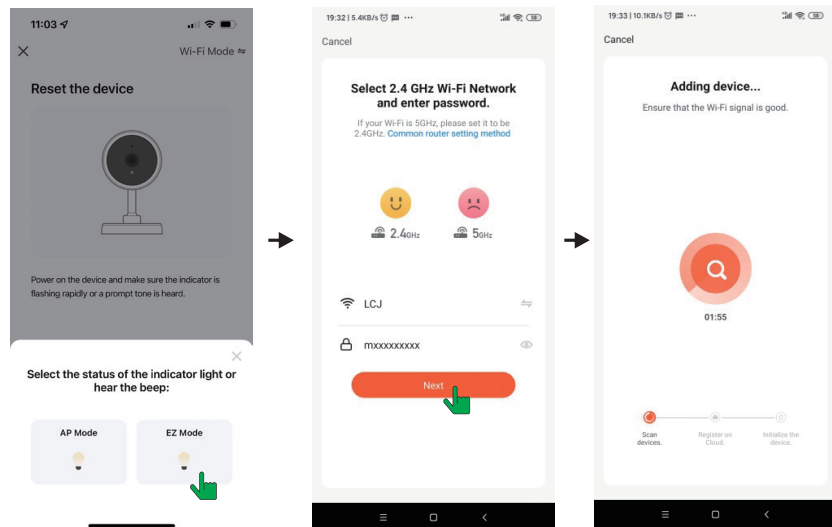 11:03
Wi-Fi Mode
Reset the device
Power on the device and make sure the indicator is
flashing rapidly or a prompt tone is heard.
Select the status of the indicator light or
hear the beep:
AP Mode
EZ Mode
19:32 | 5.4KB/s
58
Cancel
Select 2.4 GHz Wi-Fi Network
and enter password.
If your Wi-Fi is 5GHz, please set it to be
2.4GHz. Common router setting method
2.4GHz
5GHz
LCJ
mxxxxxxxxx
Next
19:33 | 10.1KB/s
58
Cancel
Adding device...
Ensure that the Wi-Fi signal is good.
01:55
Scan
devices.
Register on
Cloud.
Initialize the
device.